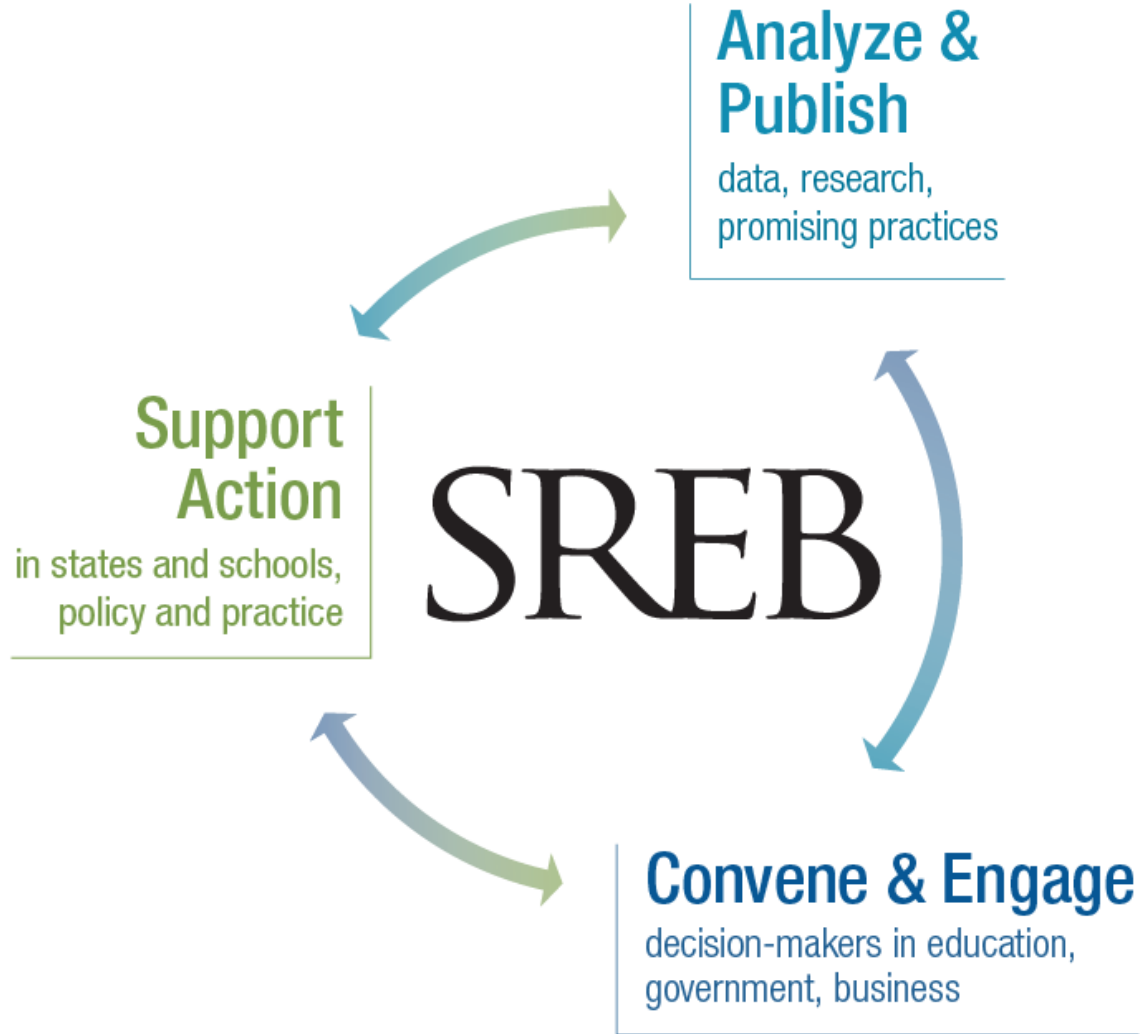 Analyze &
Publish
data, research,
promising practices
Support
Action
in states and schools,
policy and practice
SREB
Convene & Engage
decision-makers in education,
government, business